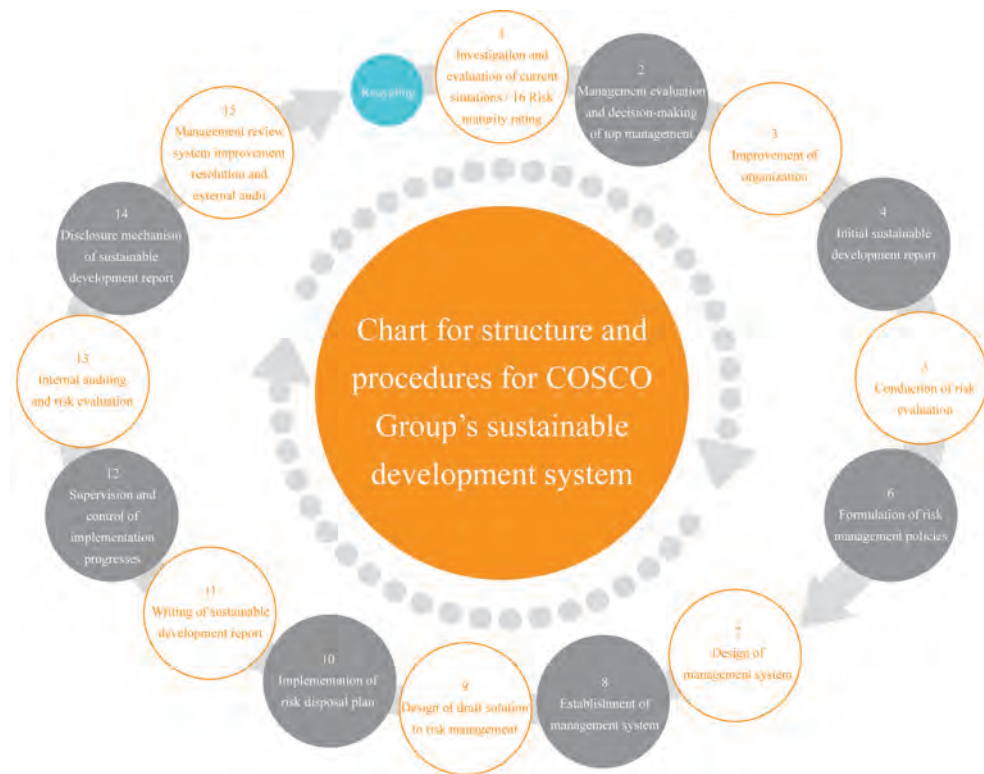 Chart for structure and
procedures for COSCO
Group's sustainable
development system
Recycling
1
Investigation and
evaluation of current
situations / 16 Risk
maturity rating
2
Management evaluation
and decision-making
of top management
3
Improvement of
organization
4
Initial sustainable
development report
5
Conduction of risk
evaluation
6
Formulation of risk
management policies
7
Design of
management system
8
Establishment of
management system
9
Design of draft solution
to risk management
10
Implementation of
risk disposal plan
11
Writing of sustainable
development report
12
Supervision and
control of
implementation
progresses
13
Internal auditing
and risk evaluation
14
Disclosure mechanism
of sustainable
development report
15
Management review
system improvement
resolution and
external audit